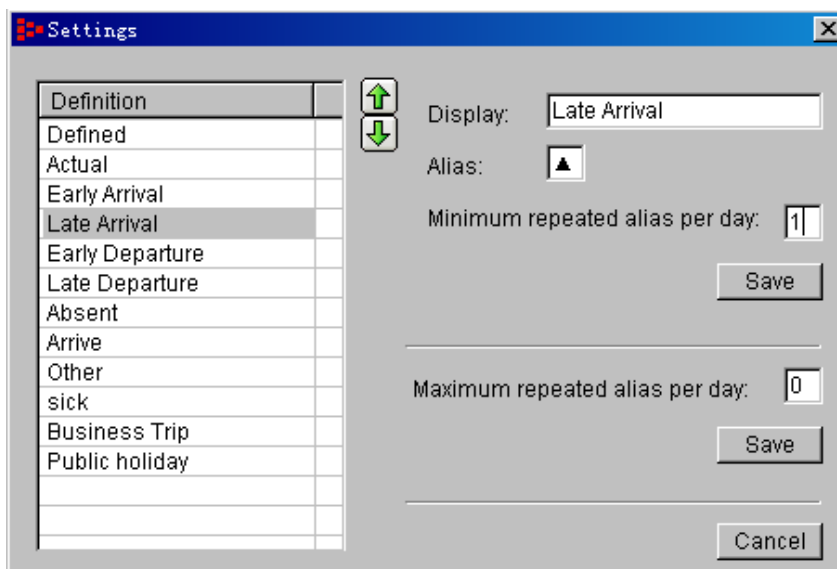 Settings
Definition
Defined
Actual
Early Arrival
Late Arrival
Early Departure
Late Departure
Absent
Arrive
Other
sick
Business Trip
Public holiday
Display: Late Arrival
Alias: ▲
Minimum repeated alias per day: 1
Save
Maximum repeated alias per day: 0
Save
Cancel